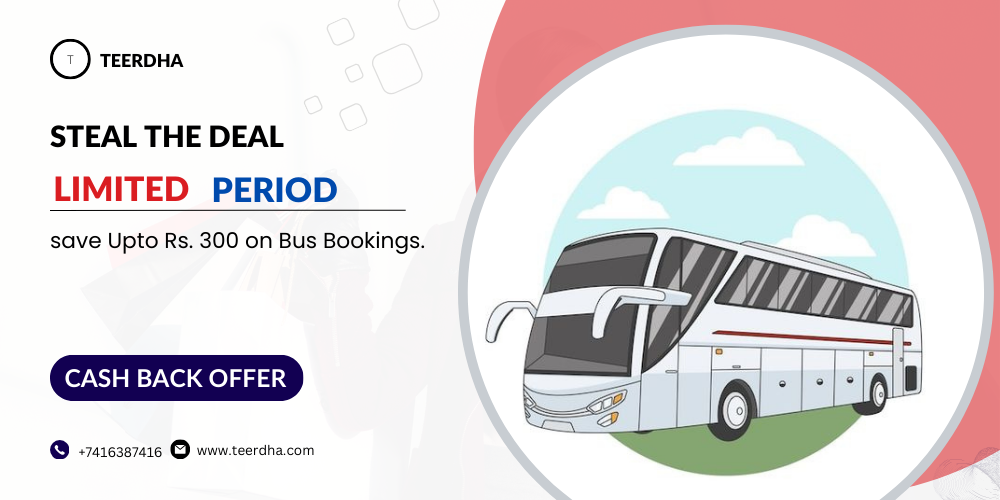 T
TEERDHA
STEAL THE DEAL
LIMITED PERIOD
save Upto Rs. 300 on Bus Bookings.
CASH BACK OFFER
+7416387416 www.teerdha.com